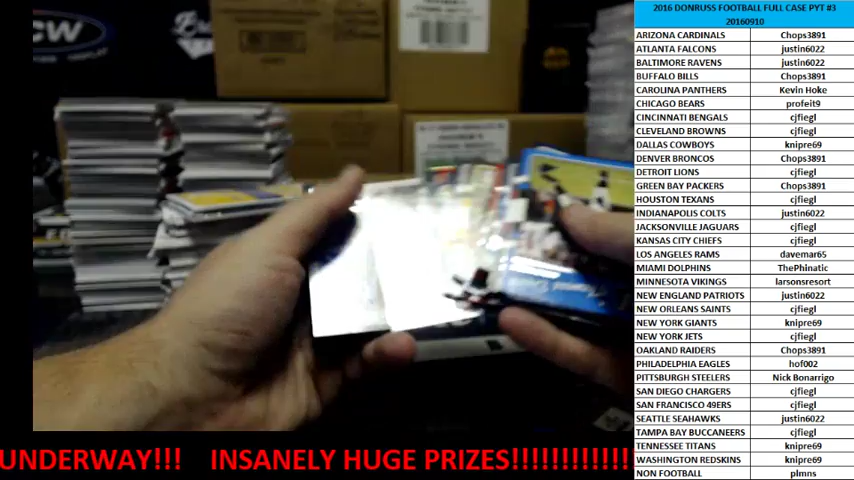 2016 DONRUSS FOOTBALL FULL CASE PYT #3
20160910
ARIZONA CARDINALS Chops3891
ATLANTA FALCONS justin6022
BALTIMORE RAVENS justin6022
BUFFALO BILLS Chops3891
CAROLINA PANTHERS Kevin Hoke
CHICAGO BEARS profeit9
CINCINNATI BENGALS cjfiegl
CLEVELAND BROWNS cjfiegl
DALLAS COWBOYS knipre69
DENVER BRONCOS Chops3891
DETROIT LIONS cjfiegl
GREEN BAY PACKERS Chops3891
HOUSTON TEXANS cjfiegl
INDIANAPOLIS COLTS justin6022
JACKSONVILLE JAGUARS cjfiegl
KANSAS CITY CHIEFS cjfiegl
LOS ANGELES RAMS davemar65
MIAMI DOLPHINS ThePhinatic
MINNESOTA VIKINGS larsonsresort
NEW ENGLAND PATRIOTS justin6022
NEW ORLEANS SAINTS cjfiegl
NEW YORK GIANTS knipre69
NEW YORK JETS cjfiegl
OAKLAND RAIDERS Chops3891
PHILADELPHIA EAGLES hof002
PITTSBURGH STEELERS Nick Bonarrigo
SAN DIEGO CHARGERS cjfiegl
SAN FRANCISCO 49ERS cjfiegl
SEATTLE SEAHAWKS justin6022
TAMPA BAY BUCCANEERS cjfiegl
TENNESSEE TITANS knipre69
WASHINGTON REDSKINS knipre69
NON FOOTBALL plmns
UNDERWAY!!! INSANELY HUGE PRIZES!!!!!!!!!!!!!